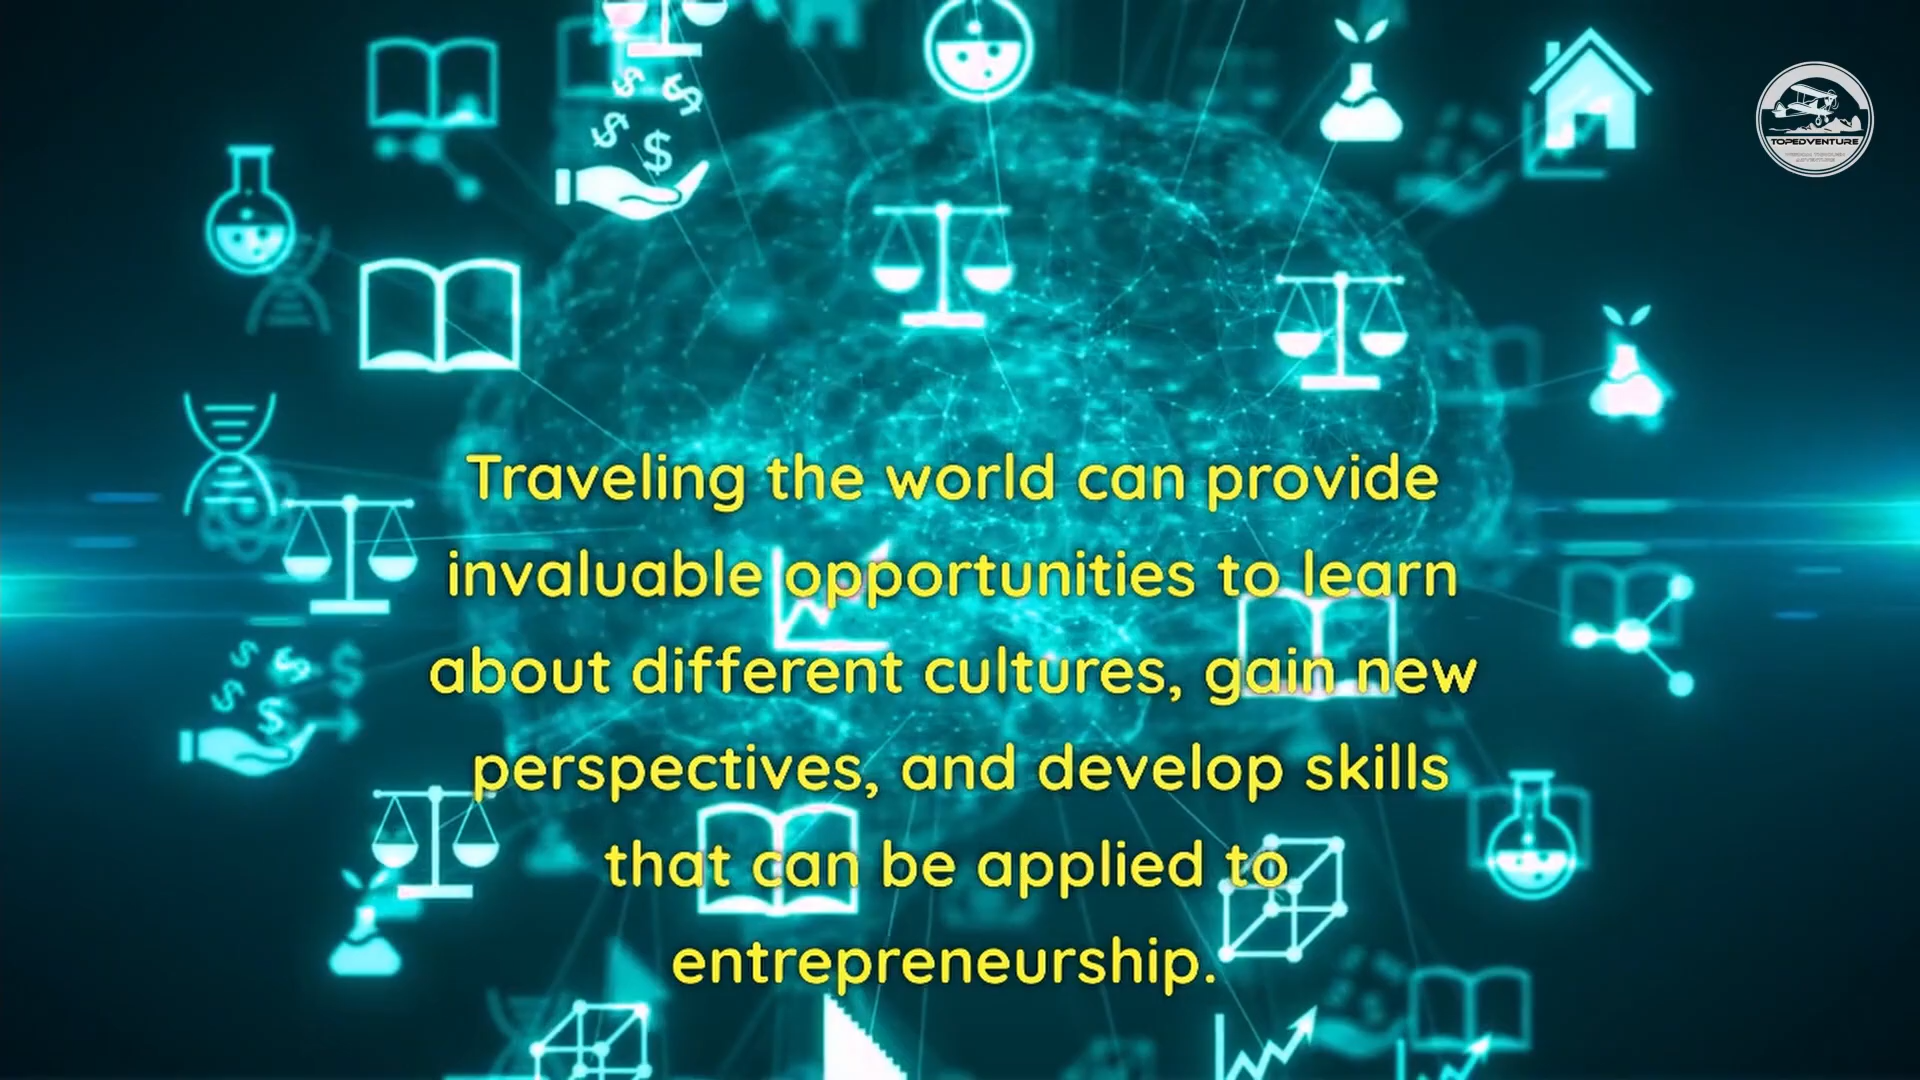 TOPEDVENTURE
Traveling the world can provide
invaluable opportunities to learn
about different cultures, gain new
perspectives, and develop skills
that can be applied to
entrepreneurship.